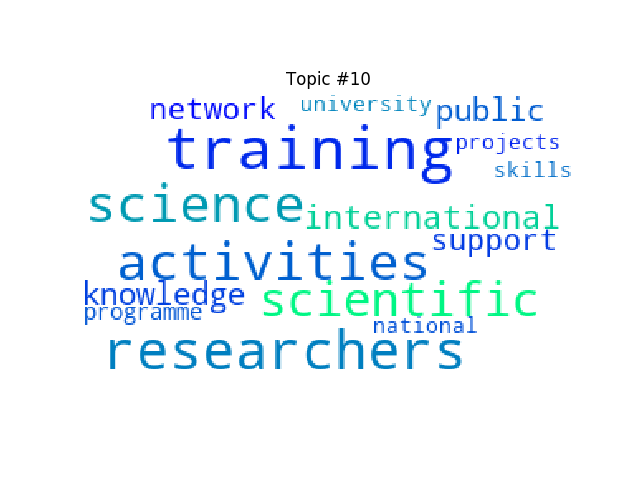 Topic #10
network university public
training projects
skills
science international
support
activities
knowledge scientific
programme
national
researchers